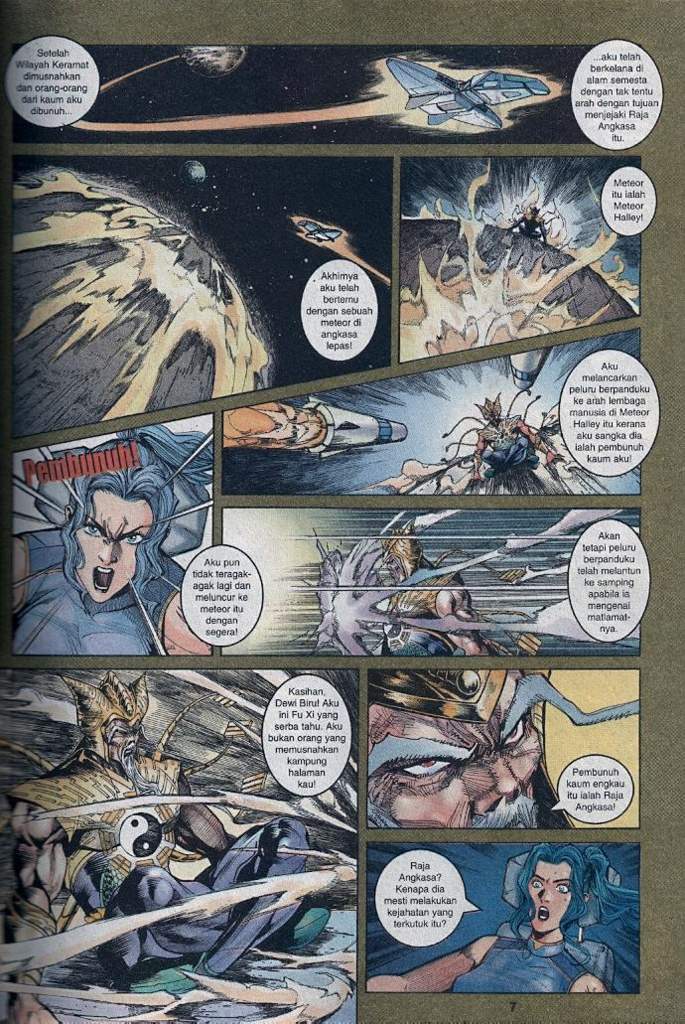 Setelah
Wilayah Keramat
dimusnahkan
dan orang-orang
dari kaum aku
dibunuh...
...aku telah
berkelana di
alam semesta
dengan tak tentu
arah dengan tujuan
menjejaki Raja
Angkasa
itu.
Akhirnya
aku telah
bertemu
dengan sebuah
meteor di
angkasa
lepas!
Meteor
itu ialah
Meteor
Halley!
Aku
melancarkan
peluru berpanduku
ke arah lembaga
manusia di Meteor
Halley itu kerana
aku sangka dia
ialah pembunuh
kaum aku!
Pembunuh!
Aku pun
tidak teragak-
agak lagi dan
meluncur ke
meteor itu
dengan
segera!
Akan
tetapi peluru
berpanduku
telah melantun
ke samping
apabila ia
mengenai
matlamat-
nya.
Kasihan,
Dewi Biru! Aku
ini Fu Xi yang
serba tahu. Aku
bukan orang yang
memusnahkan
kampung
halaman
kau!
Pembunuh
kaum engkau
itu ialah Raja
Angkasa!
Raja
Angkasa?
Kenapa dia
mesti melakukan
kejahatan yang
terkutuk itu?
7